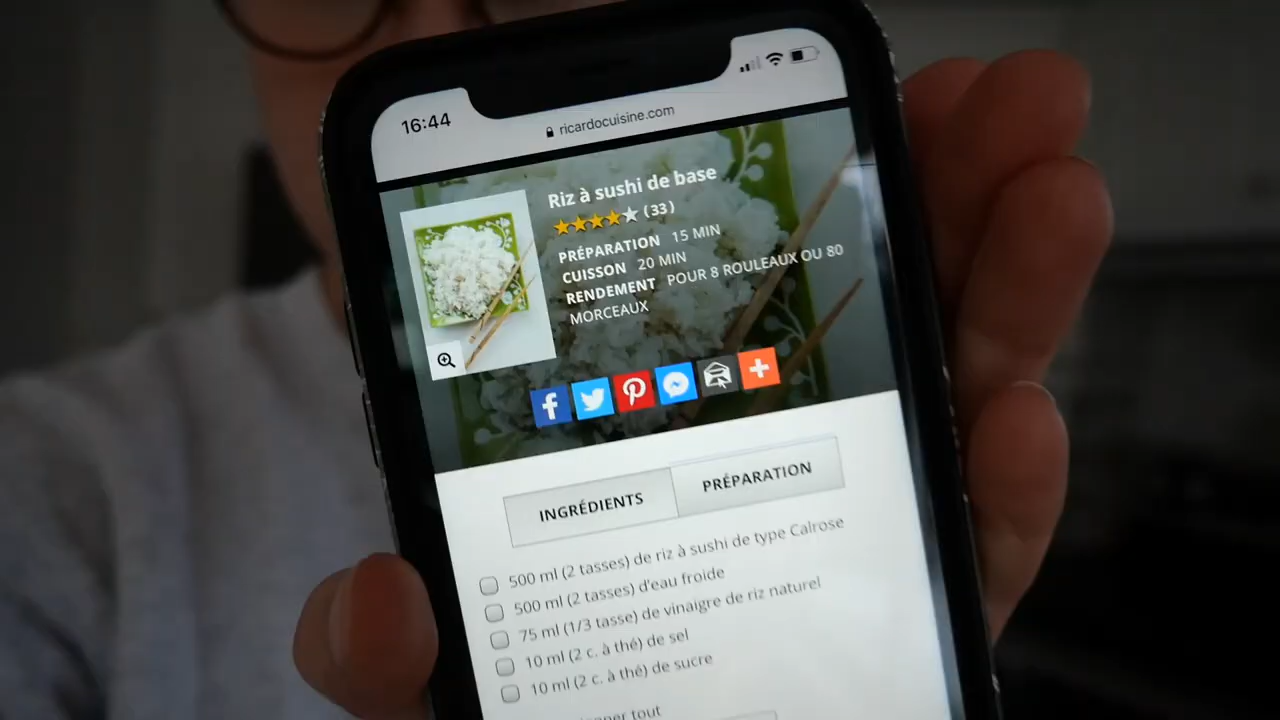 16:44
ricardocuisine.com
Riz à sushi de base
(33)
PRÉPARATION 15 MIN
CUISSON 20 MIN
RENDEMENT POUR 8 ROULEAUX OU 80
MORCEAUX
INGRÉDIENTS PRÉPARATION
500 ml (2 tasses) de riz à sushi de type Calrose
500 ml (2 tasses) d'eau froide
75 ml (1/3 tasse) de vinaigre de riz naturel
10 ml (2 c. à thé) de sel
10 ml (2 c. à thé) de sucre
tout